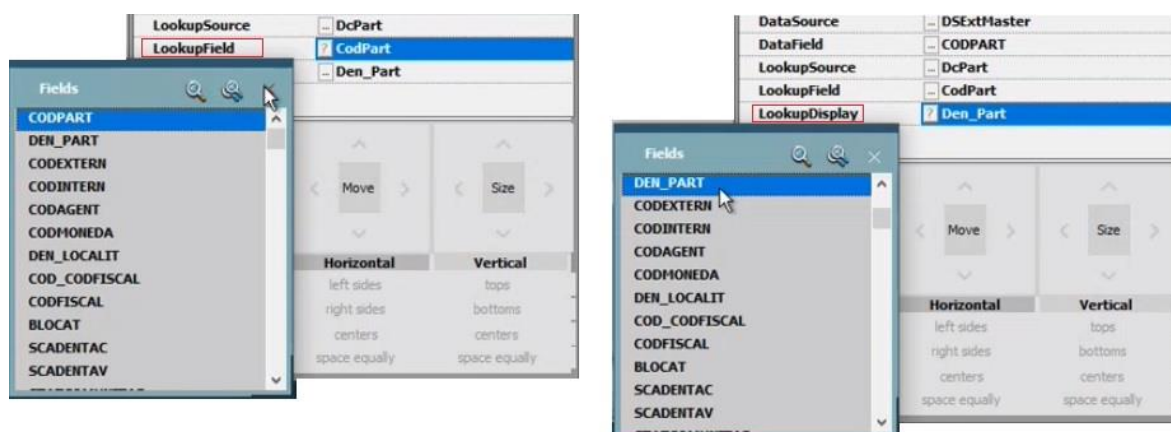 LookupSource DcPart
LookupField CodPart
Den_Part
Fields
CODPART
DEN_PART
CODEXTERN
CODINTERN
CODAGENT
CODMONEDA
DEN_LOCALIT
COD_CODFISCAL
CODFISCAL
BLOCAT
SCADENTAC
SCADENTAV
Move Size
Horizontal Vertical
left sides tops
right sides bottoms
centers centers
space equally space equally
DataSource DSExtMaster
DataField CODPART
LookupSource DcPart
LookupField CodPart
LookupDisplay Den_Part
Fields
DEN_PART
CODEXTERN
CODINTERN
CODAGENT
CODMONEDA
DEN_LOCALIT
COD_CODFISCAL
CODFISCAL
BLOCAT
SCADENTAC
SCADENTAV
Move Size
Horizontal Vertical
left sides tops
right sides bottoms
centers centers
space equally space equally